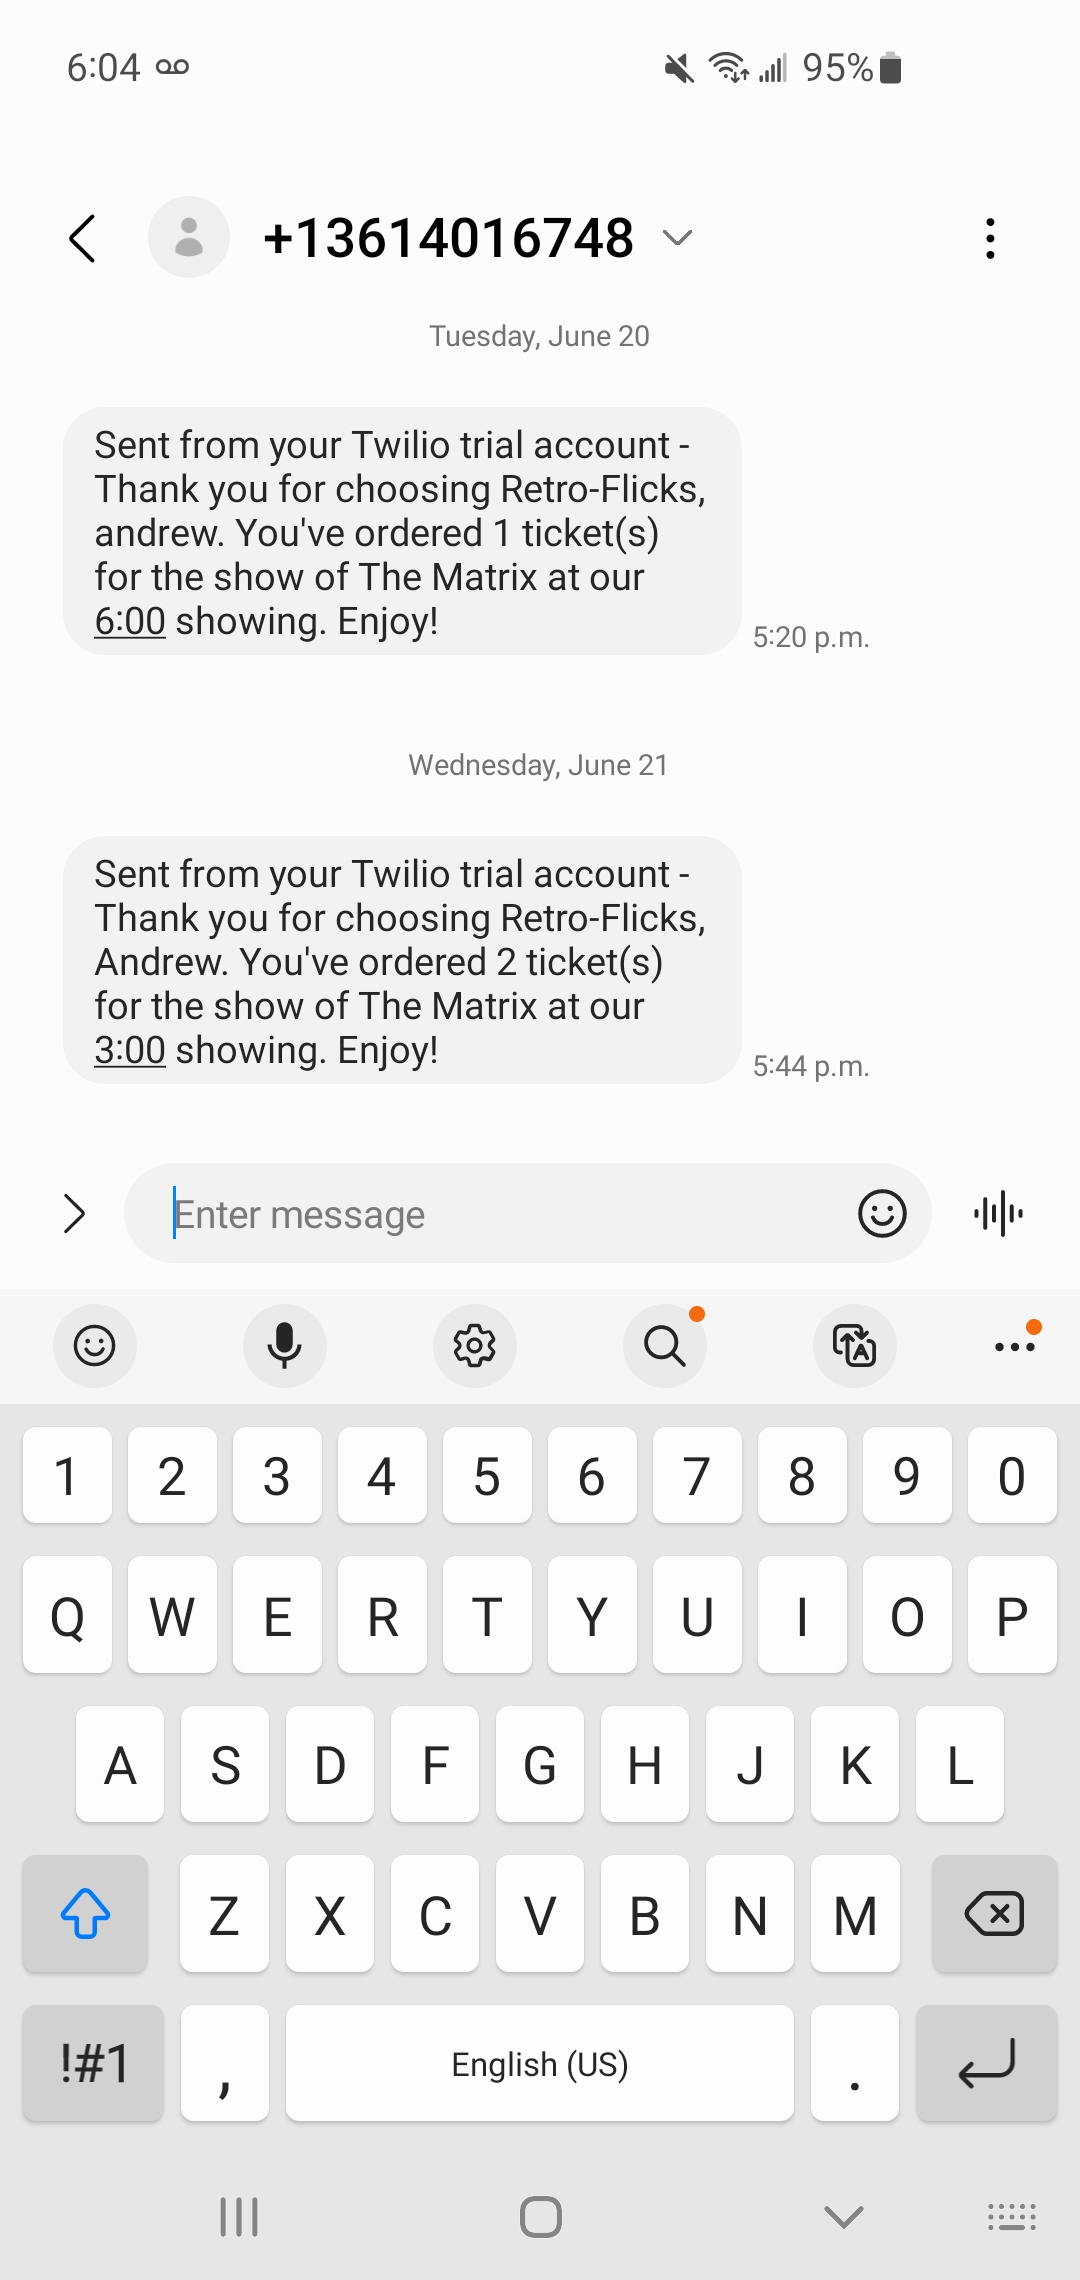 6:04
95%
+13614016748
Tuesday, June 20
Sent from your Twilio trial account -
Thank you for choosing Retro-Flicks,
andrew. You've ordered 1 ticket(s)
for the show of The Matrix at our
6:00 showing. Enjoy!
5:20 p.m.
Wednesday, June 21
Sent from your Twilio trial account -
Thank you for choosing Retro-Flicks,
Andrew. You've ordered 2 ticket(s)
for the show of The Matrix at our
3:00 showing. Enjoy!
5:44 p.m.
Enter message
1 2 3 4 5 6 7 8 9 0
Q W E R T Y U I O P
A S D F G H J K L
Z X C V B N M
!#1 , English (US) .